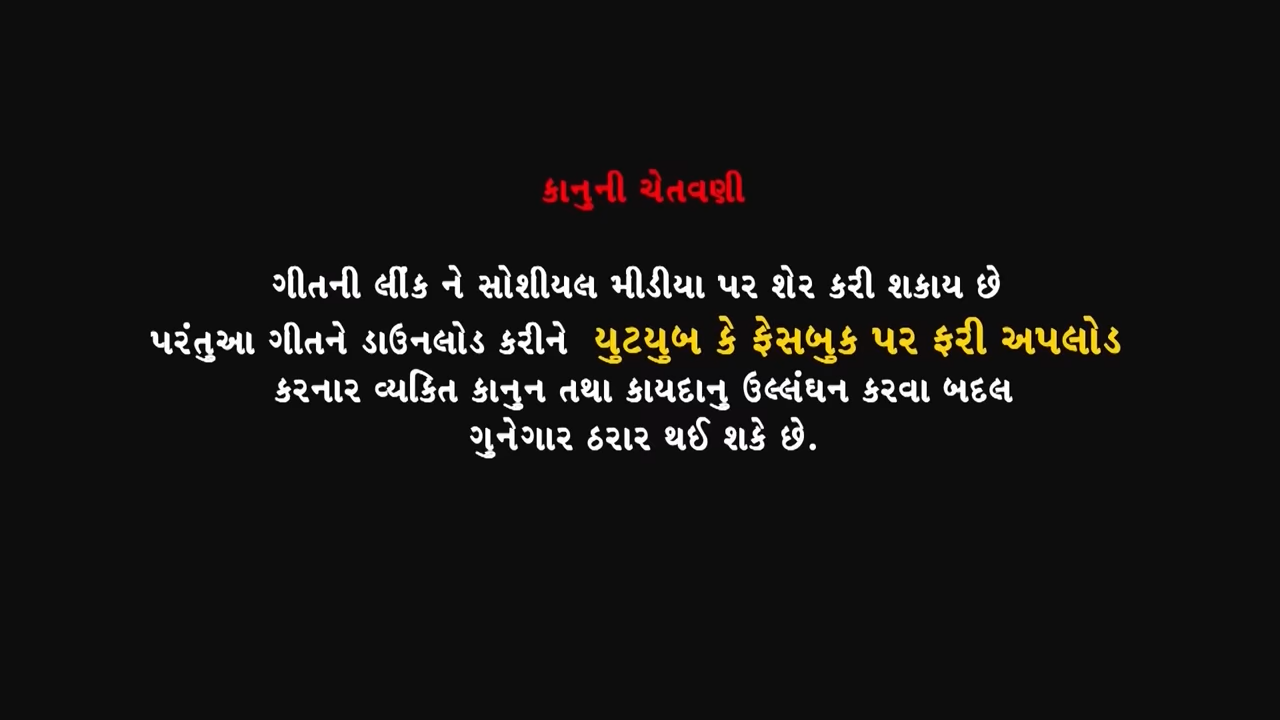 કાનુની ચેતવણી
ગીતની લીંક ને સોશીયલ મીડીયા પર શેર કરી શકાય છે
પરંતુઆ ગીતને ડાઉનલોડ કરીને યુટયુબ કે ફેસબુક પર ફરી અપલોડ
કરનાર વ્યકિત કાનુન તથા કાયદાનુ ઉલ્લંઘન કરવા બદલ
ગુનેગાર ઠરાર થઈ શકે છે.